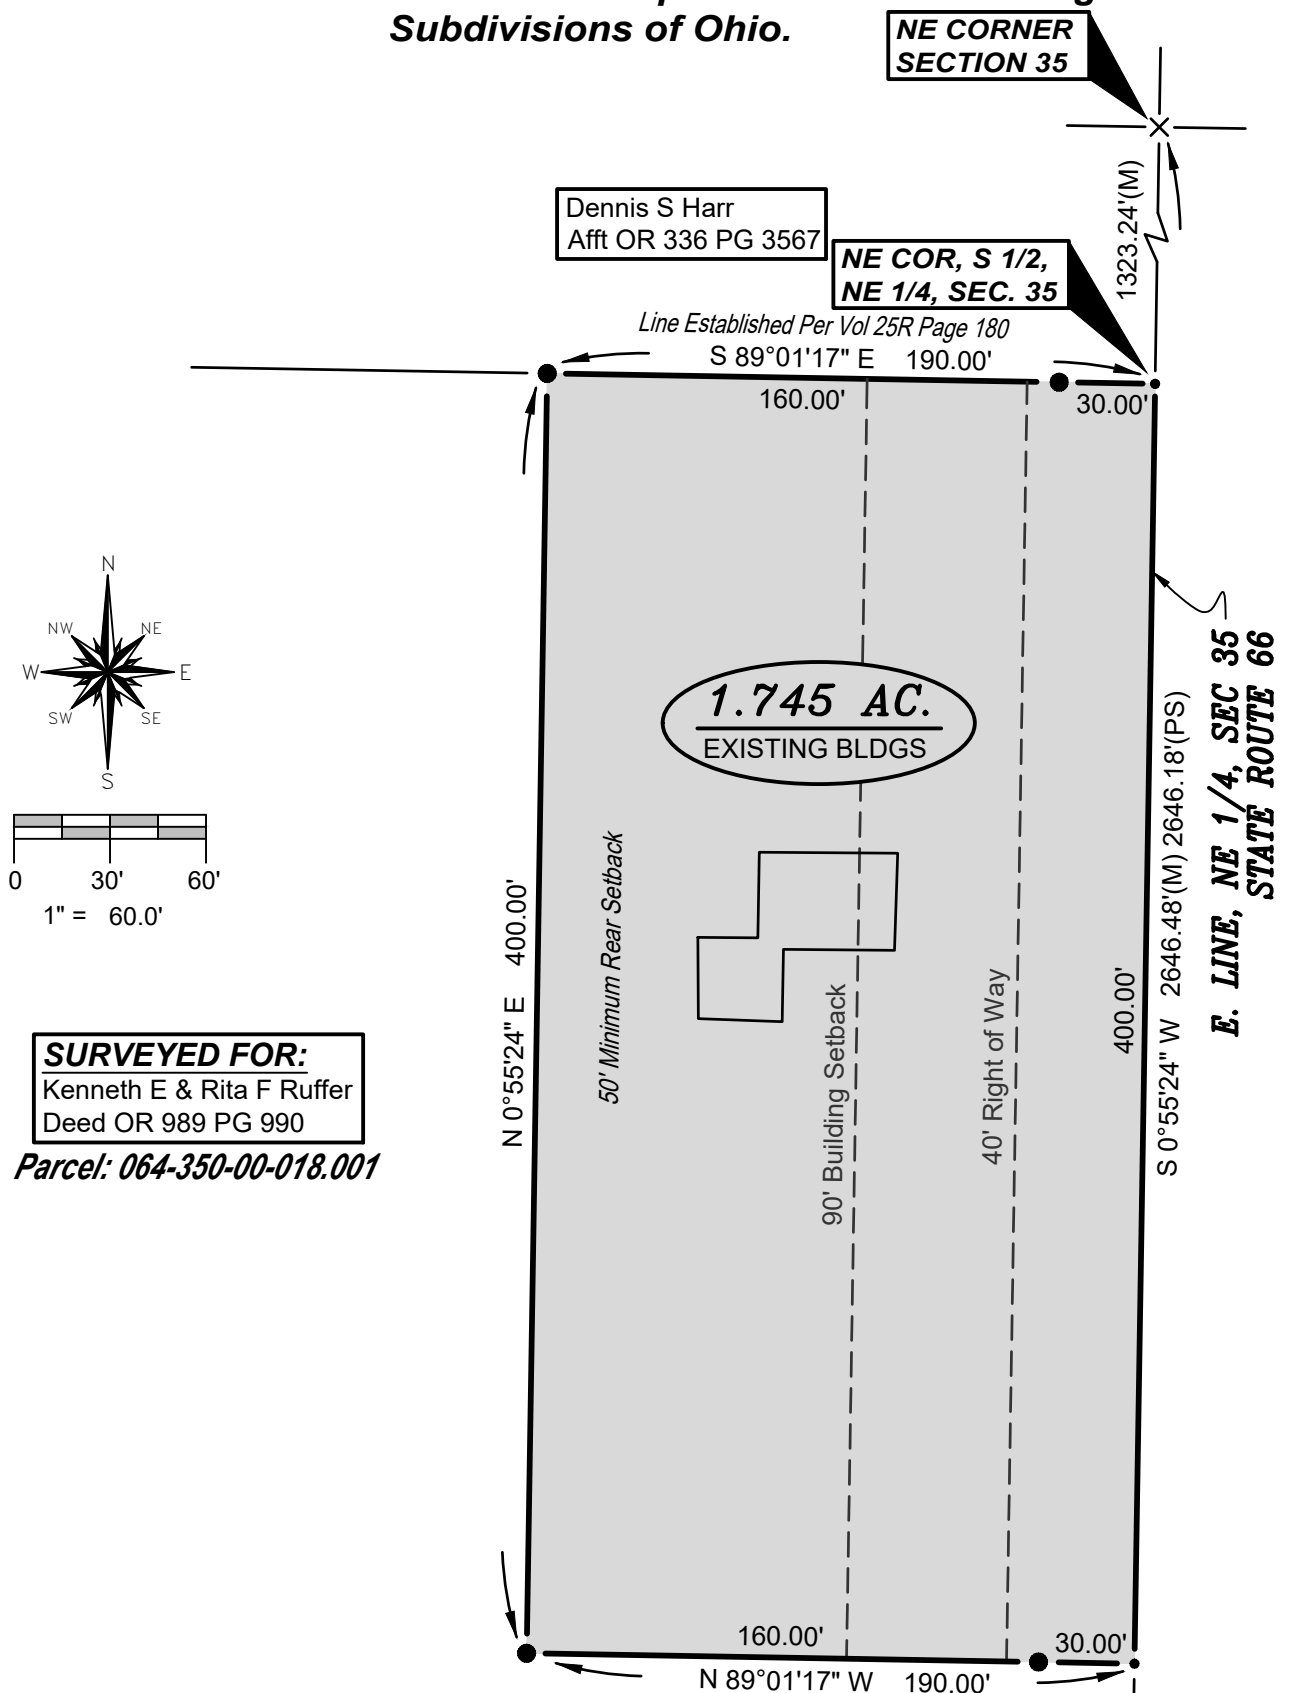 Subdivisions of Ohio.
NE CORNER
SECTION 35
1323.24'(M)
Dennis S Harr
Afft OR 336 PG 3567
NE COR, S 1/2,
NE 1/4, SEC. 35
Line Established Per Vol 25R Page 180
S 89°01'17" E 190.00'
160.00'
30.00'
N
NW
NE
W
E
SW
SE
S
0 30' 60'
1" = 60.0'
1.745 AC.
EXISTING BLDGS
50' Minimum Rear Setback
N 0°55'24" E 400.00'
90' Building Setback
40' Right of Way
400.00'
S 0°55'24" W 2646.48'(M) 2646.18'(PS)
E. LINE, NE 1/4, SEC 35
STATE ROUTE 66
SURVEYED FOR:
Kenneth E & Rita F Ruffer
Deed OR 989 PG 990
Parcel: 064-350-00-018.001
160.00'
30.00'
N 89°01'17" W 190.00'